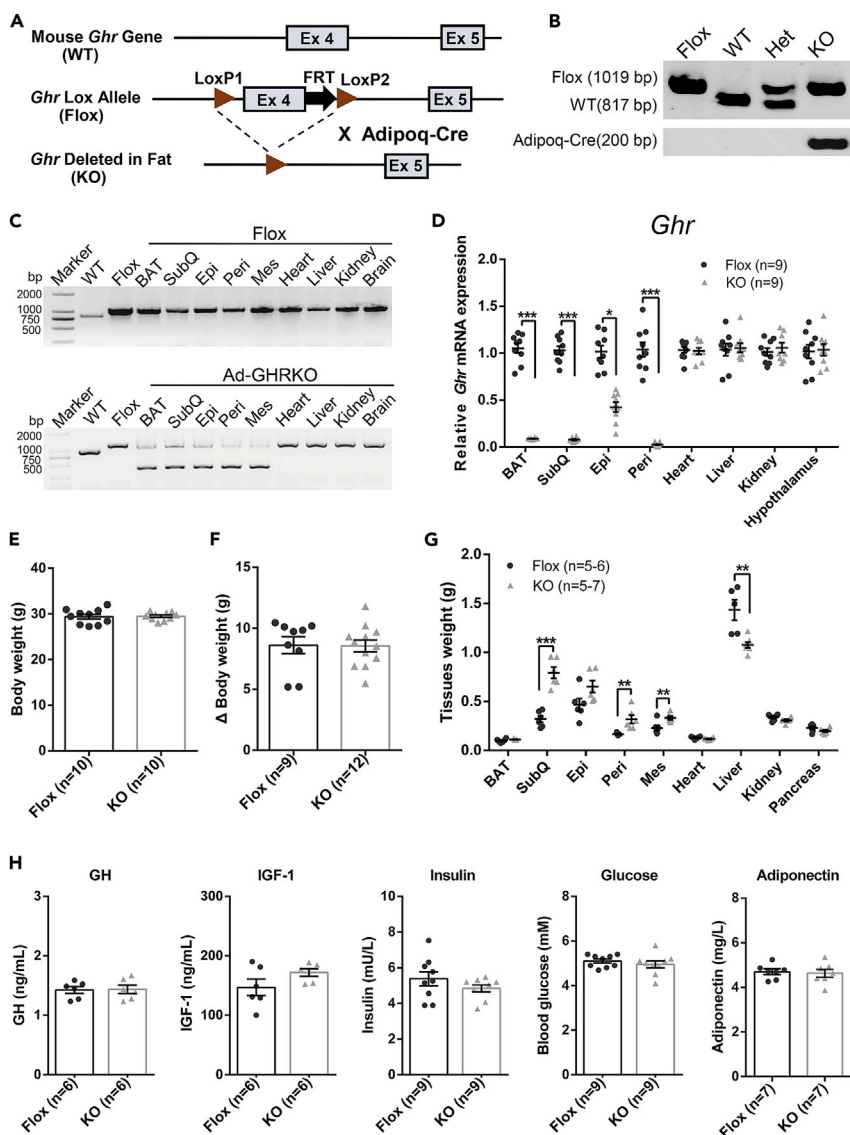 A
Mouse Ghr Gene
(WT)
Ex 4
Ex 5
LoxP1
FRT
LoxP2
Ghr Lox Allele
(Flox)
Ex 4
Ex 5
X Adipoq-Cre
Ghr Deleted in Fat
(KO)
Ex 5
B
Flox
WT
Het
KO
Flox (1019 bp)
WT(817 bp)
Adipoq-Cre(200 bp)
C
Flox
Marker
WT
Flox
BAT
SubQ
Epi
Peri
Mes
Heart
Liver
Kidney
Brain
bp
2000
1000
750
500
Ad-GHRKO
Marker
WT
Flox
BAT
SubQ
Epi
Peri
Mes
Heart
Liver
Kidney
Brain
bp
2000
1000
750
500
D
Ghr
Flox (n=9)
KO (n=9)
Relative Ghr mRNA expression
2.0
1.5
1.0
0.5
0.0
***
***
*
***
BAT
SubQ
Epi
Peri
Heart
Liver
Kidney
Hypothalamus
E
Body weight (g)
40
30
20
10
0
Flox (n=10)
KO (n=10)
F
Δ Body weight (g)
15
10
5
0
Flox (n=9)
KO (n=12)
G
Flox (n=5-6)
KO (n=5-7)
Tissues weight (g)
2.0
1.5
1.0
0.5
0.0
***
**
**
**
BAT
SubQ
Epi
Peri
Mes
Heart
Liver
Kidney
Pancreas
H
GH
GH (ng/mL)
3
2
1
0
Flox (n=6)
KO (n=6)
IGF-1
IGF-1 (ng/mL)
300
200
100
0
Flox (n=6)
KO (n=6)
Insulin
Insulin (mU/L)
10
8
6
4
2
0
Flox (n=9)
KO (n=9)
Glucose
Blood glucose (mM)
8
6
4
2
0
Flox (n=9)
KO (n=9)
Adiponectin
Adiponectin (mg/L)
8
6
4
2
0
Flox (n=7)
KO (n=7)